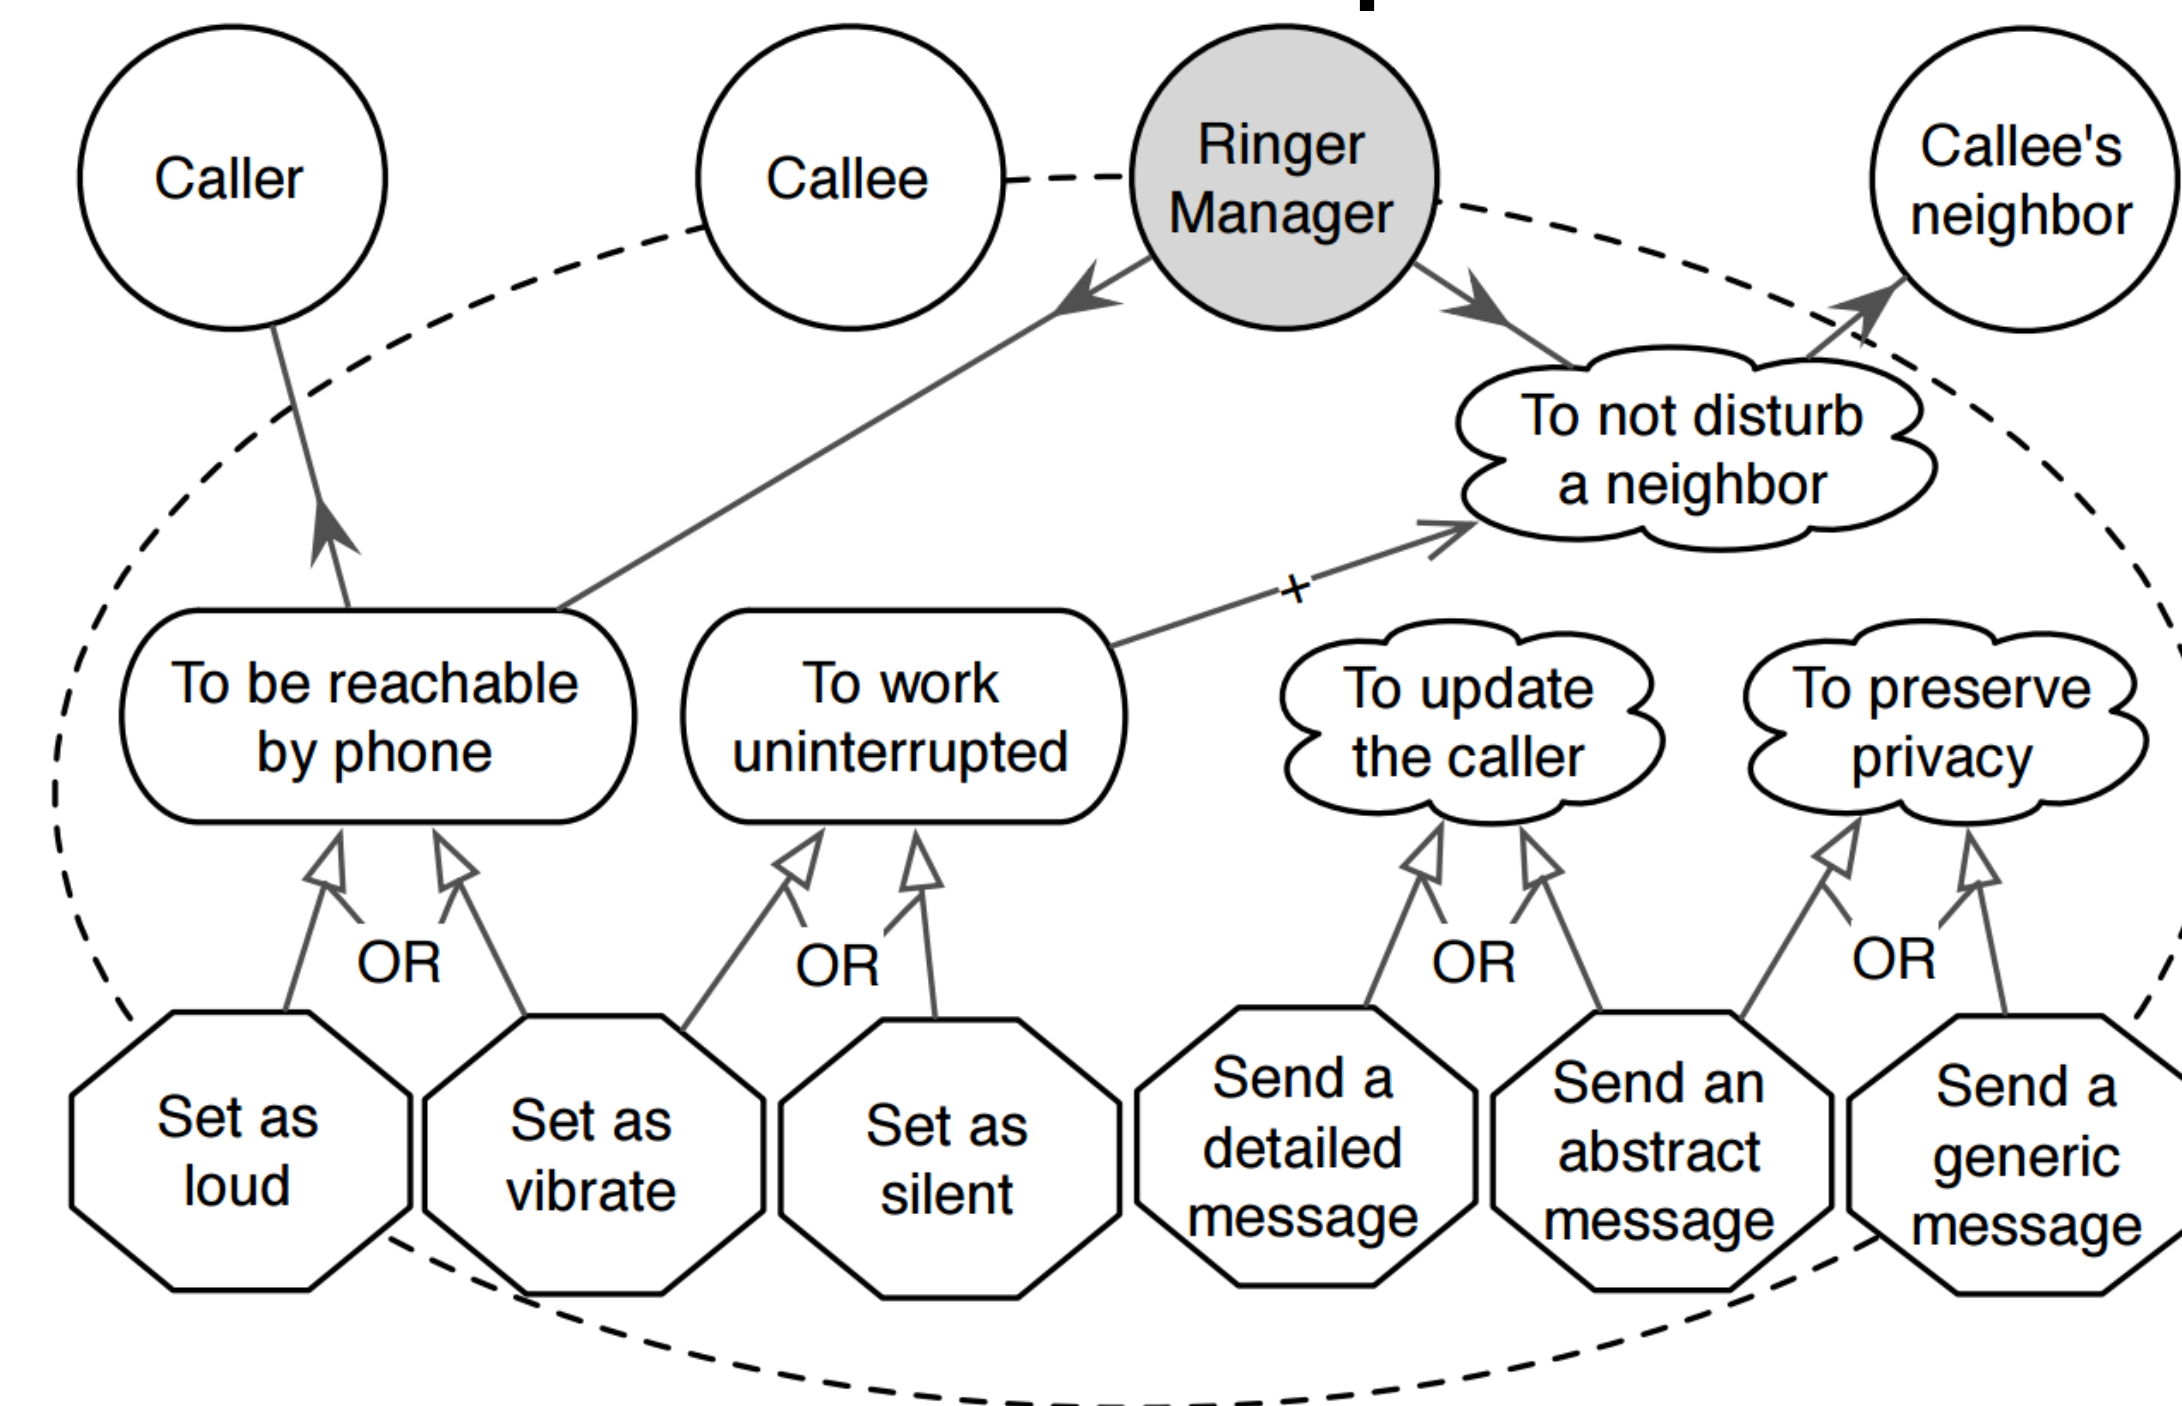 Caller
Callee
Ringer
Manager
Callee's
neighbor
To not disturb
a neighbor
+
To be reachable
by phone
To work
uninterrupted
To update
the caller
To preserve
privacy
OR
OR
OR
OR
Set as
loud
Set as
vibrate
Set as
silent
Send a
detailed
message
Send an
abstract
message
Send a
generic
message